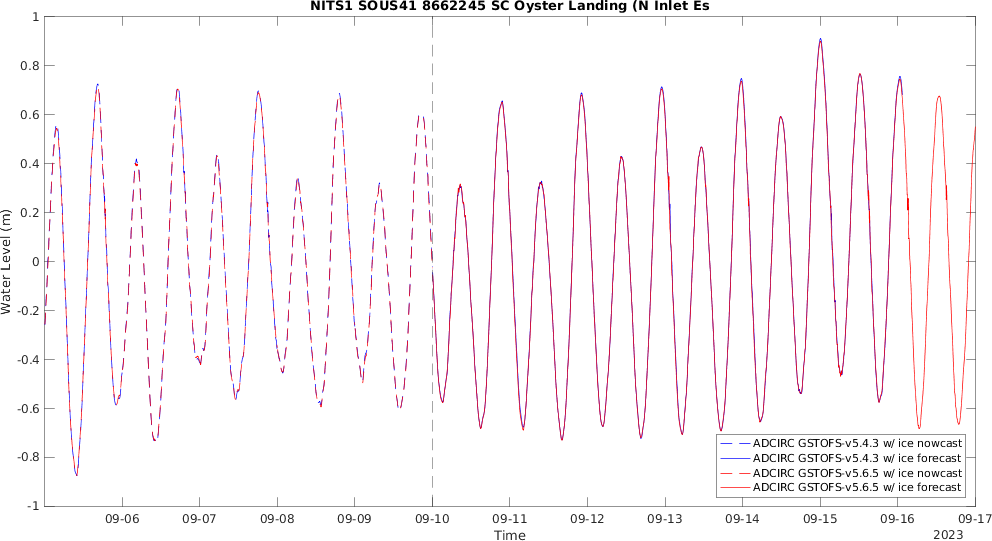 NITS1 SOUS41 8662245 SC Oyster Landing (N Inlet Es
1
0.8
0.6
0.4
0.2
0
-0.2
-0.4
-0.6
-0.8
-1
Water Level (m)
ADCIRC GSTOFS-v5.4.3 w/ ice nowcast
ADCIRC GSTOFS-v5.4.3 w/ ice forecast
ADCIRC GSTOFS-v5.6.5 w/ ice nowcast
ADCIRC GSTOFS-v5.6.5 w/ ice forecast
09-06 09-07 09-08 09-09 09-10 09-11 09-12 09-13 09-14 09-15 09-16 09-17
Time
2023